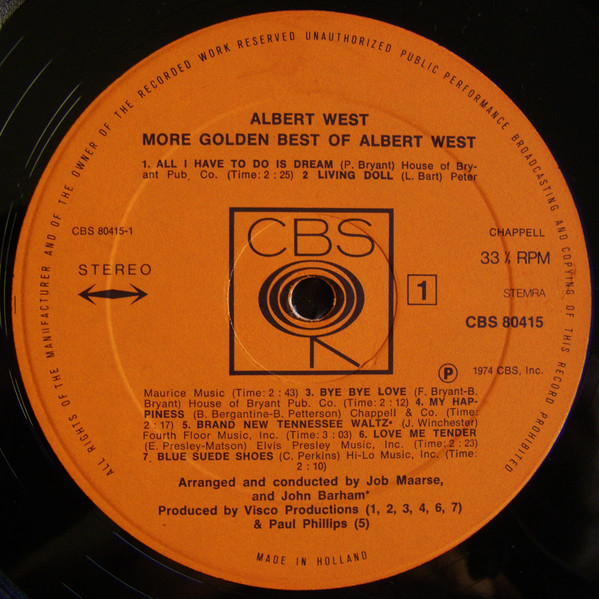 ALL RIGHTS OF THE MANUFACTURER AND OF THE OWNER OF THE RECORDED WORK RESERVED UNAUTHORIZED PUBLIC PERFORMANCE BROADCASTING AND COPYING OF THIS RECORD PROHIBITED
ALBERT WEST
MORE GOLDEN BEST OF ALBERT WEST
1. ALL I HAVE TO DO IS DREAM (P. Bryant) House of Bry-
ant Pub. Co. (Time: 2 : 25) 2 LIVING DOLL (L. Bart) Peter
CBS 80415-1
STEREO
CBS
1
CHAPPELL
33⅓ RPM
STEMRA
CBS 80415
P 1974 CBS, Inc.
Maurice Music (Time: 2 : 43) 3. BYE BYE LOVE (F. Bryant-B.
Bryant) House of Bryant Pub. Co. (Time: 2 : 12) 4. MY HAP-
PINESS (B. Bergantine-B. Petterson) Chappell & Co. (Time:
2 : 17) 5. BRAND NEW TENNESSEE WALTZ* (J. Winchester)
Fourth Floor Music, Inc. (Time: 3 : 03) 6. LOVE ME TENDER
(E. Presley-Matson) Elvis Presley Music, Inc. (Time: 2 : 23)
7. BLUE SUEDE SHOES (C. Perkins) Hi-Lo Music, Inc. (Time:
2 : 10)
Arranged and conducted by Job Maarse,
and John Barham*
Produced by Visco Productions (1, 2, 3, 4, 6, 7)
& Paul Phillips (5)
MADE IN HOLLAND